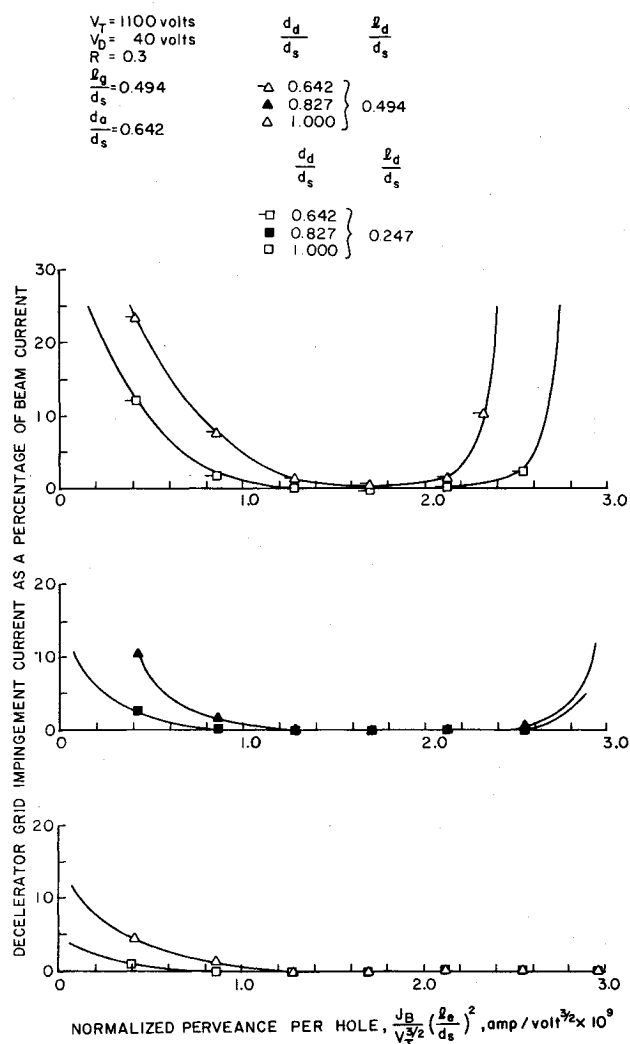 V_T = 1100 volts
V_D = 40 volts
R = 0.3
ℓ_g/d_s = 0.494
d_a/d_s = 0.642
d_d/d_s ℓ_d/d_s
0.642
0.827 0.494
1.000
d_d/d_s ℓ_d/d_s
0.642
0.827 0.247
1.000
DECELERATOR GRID IMPINGEMENT CURRENT AS A PERCENTAGE OF BEAM CURRENT
30
20
10
0
0 1.0 2.0 3.0
20
10
0
0 1.0 2.0 3.0
20
10
0
0 1.0 2.0 3.0
NORMALIZED PERVEANCE PER HOLE, J_B/V_T^3/2 (ℓ_e/d_s)^2, amp/volt^3/2 × 10^9